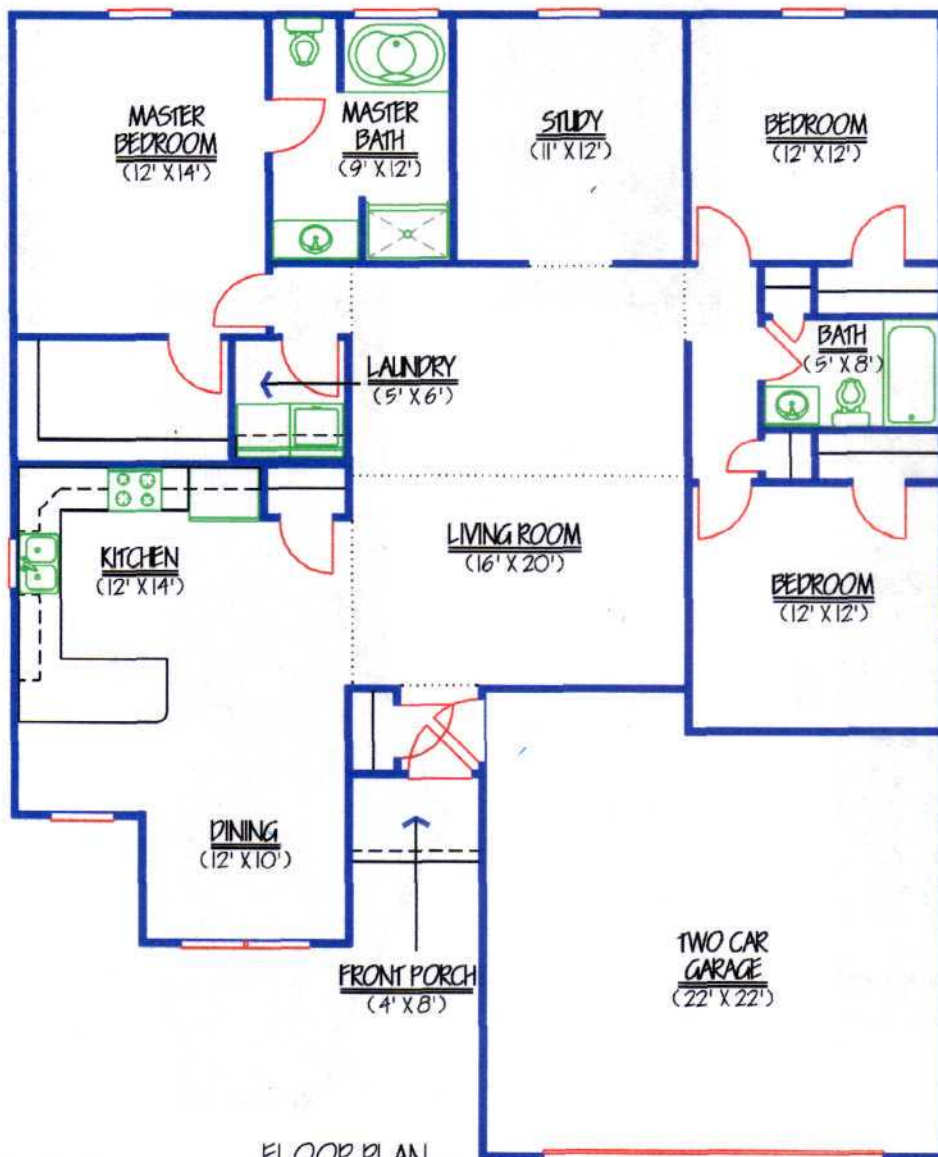 MASTER
BEDROOM
(12' X 14')
MASTER
BATH
(9' X 12')
STUDY
(11' X 12')
BEDROOM
(12' X 12')
LAUNDRY
(5' X 6')
BATH
(5' X 8')
KITCHEN
(12' X 14')
LIVING ROOM
(16' X 20')
BEDROOM
(12' X 12')
DINING
(12' X 10')
FRONT PORCH
(4' X 8')
TWO CAR
GARAGE
(22' X 22')
FLOOR PLAN